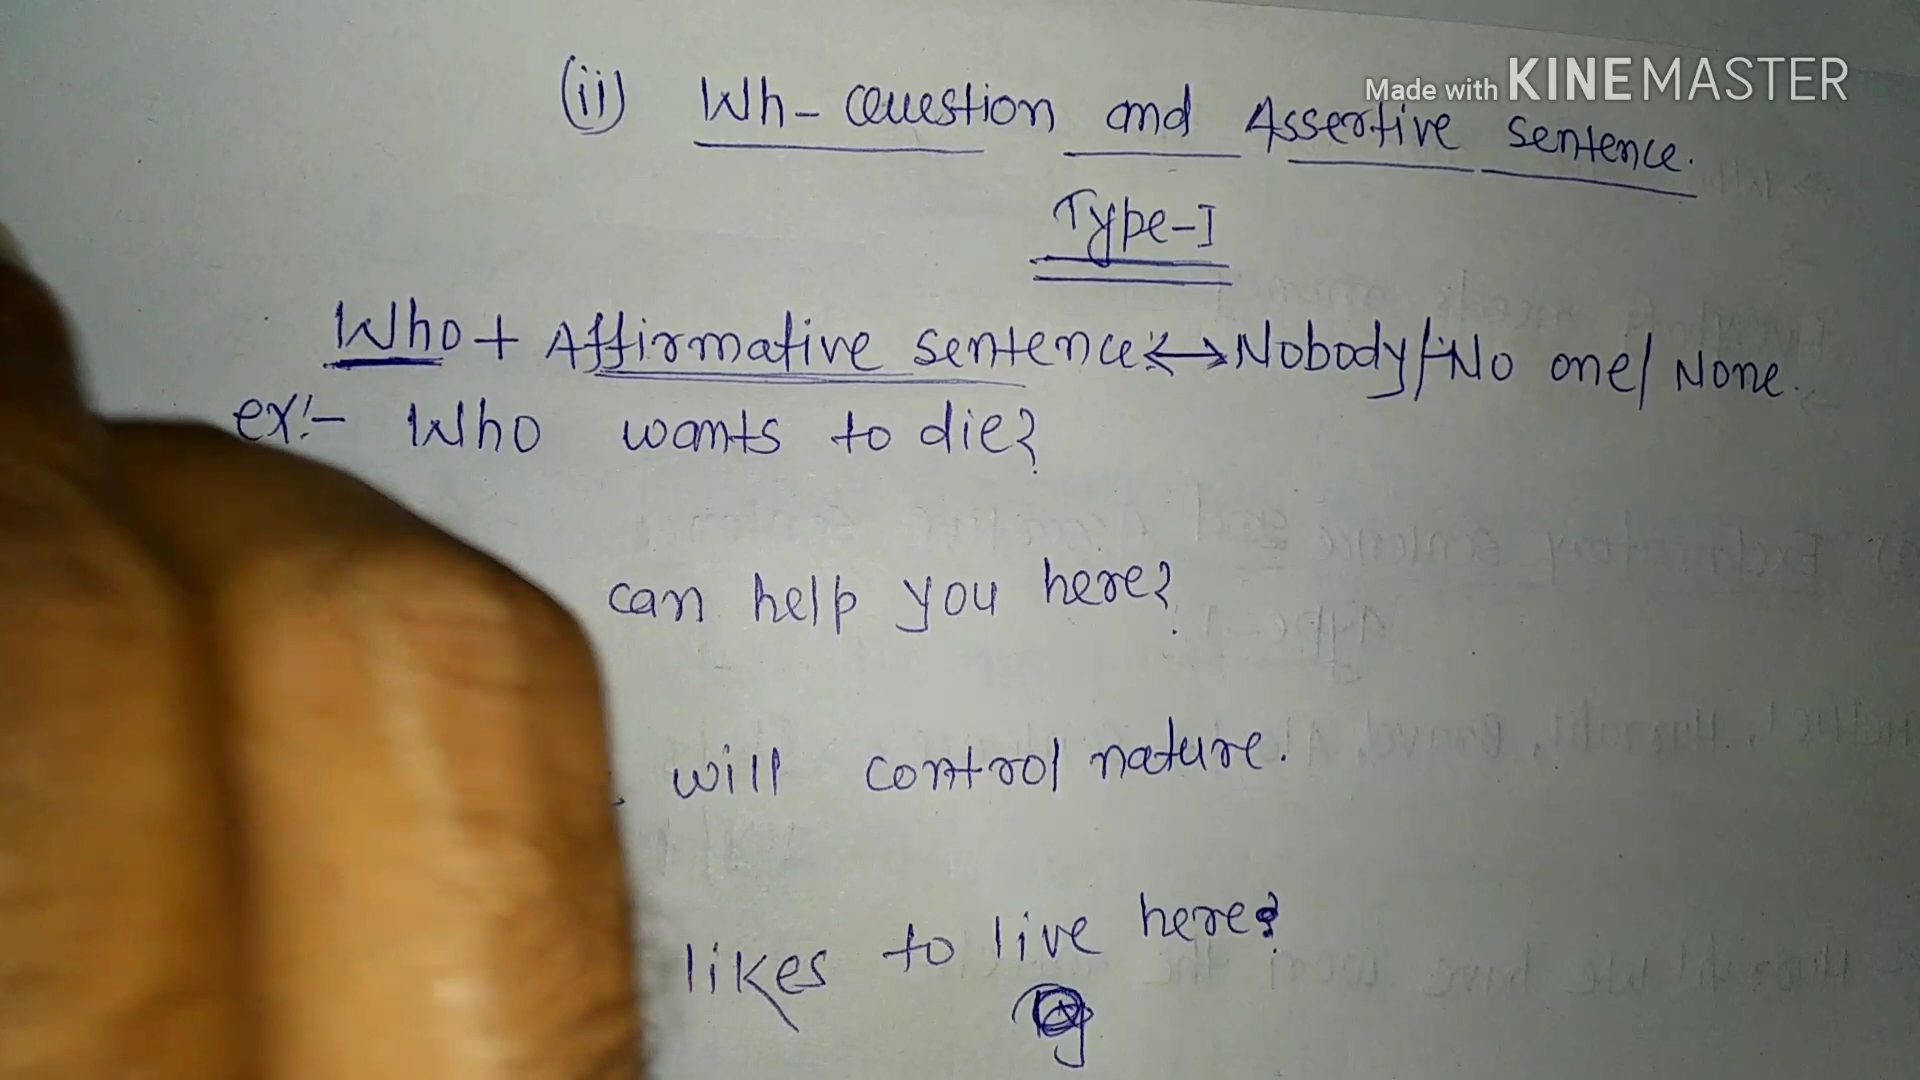 Made with KINEMASTER
(ii) Wh- Question and Assertive sentence.
Type-I
Who + Affirmative sentence ↔ Nobody/No one/None.
ex:- Who wants to die?
can help you here?
will control nature.
likes to live here?